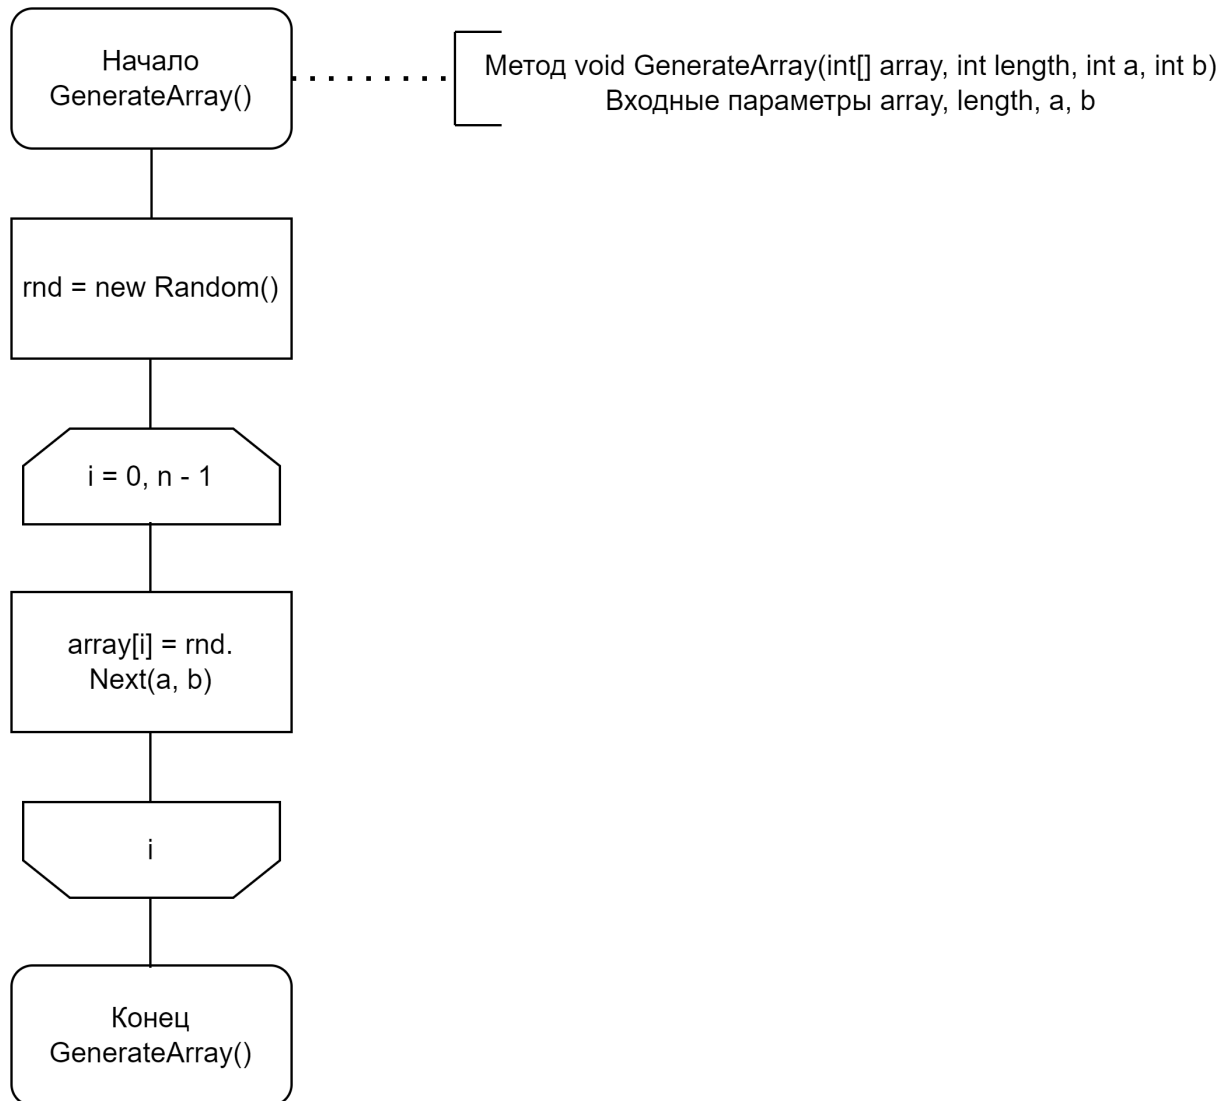 Начало
GenerateArray()
Метод void GenerateArray(int[] array, int length, int a, int b)
Входные параметры array, length, a, b
rnd = new Random()
i = 0, n - 1
array[i] = rnd.
Next(a, b)
i
Конец
GenerateArray()